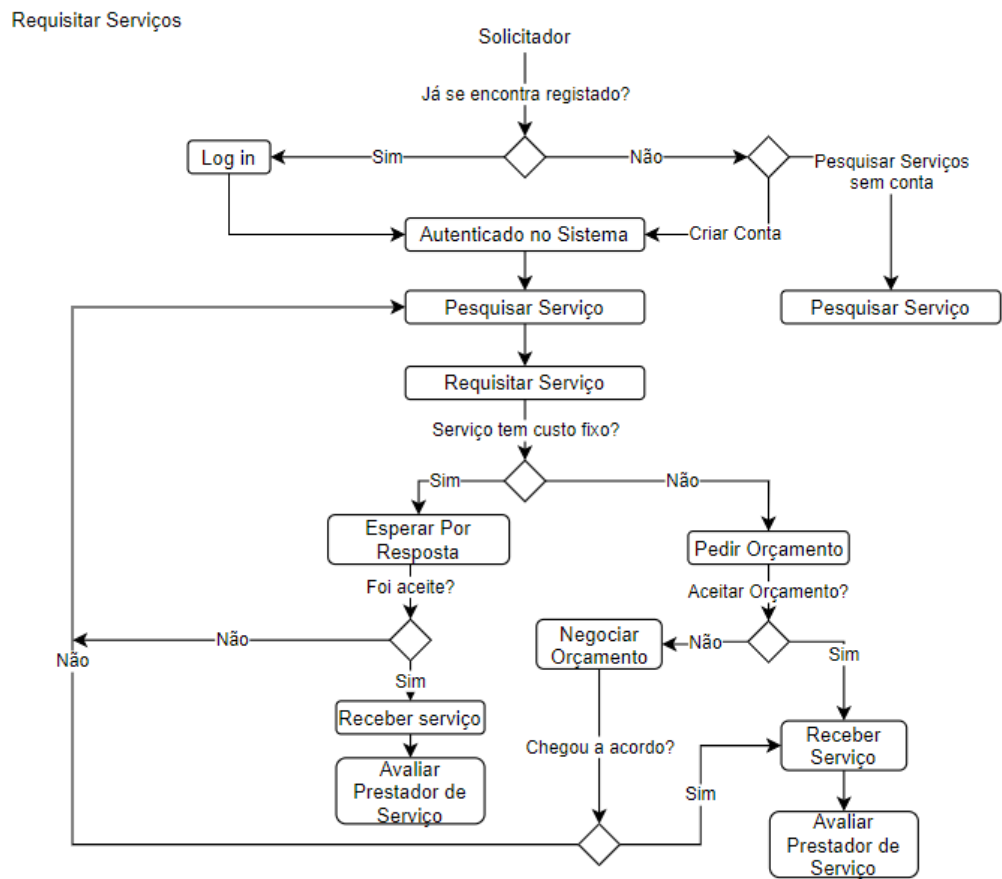 Requisitar Serviços
Solicitador
Já se encontra registado?
Log in
Sim
Não
Pesquisar Serviços
sem conta
Autenticado no Sistema
Criar Conta
Pesquisar Serviço
Pesquisar Serviço
Requisitar Serviço
Serviço tem custo fixo?
Sim
Não
Esperar Por
Resposta
Pedir Orçamento
Foi aceite?
Aceitar Orçamento?
Não
Negociar
Orçamento
Não
Sim
Não
Sim
Receber serviço
Receber
Serviço
Chegou a acordo?
Avaliar
Prestador de
Serviço
Sim
Avaliar
Prestador de
Serviço